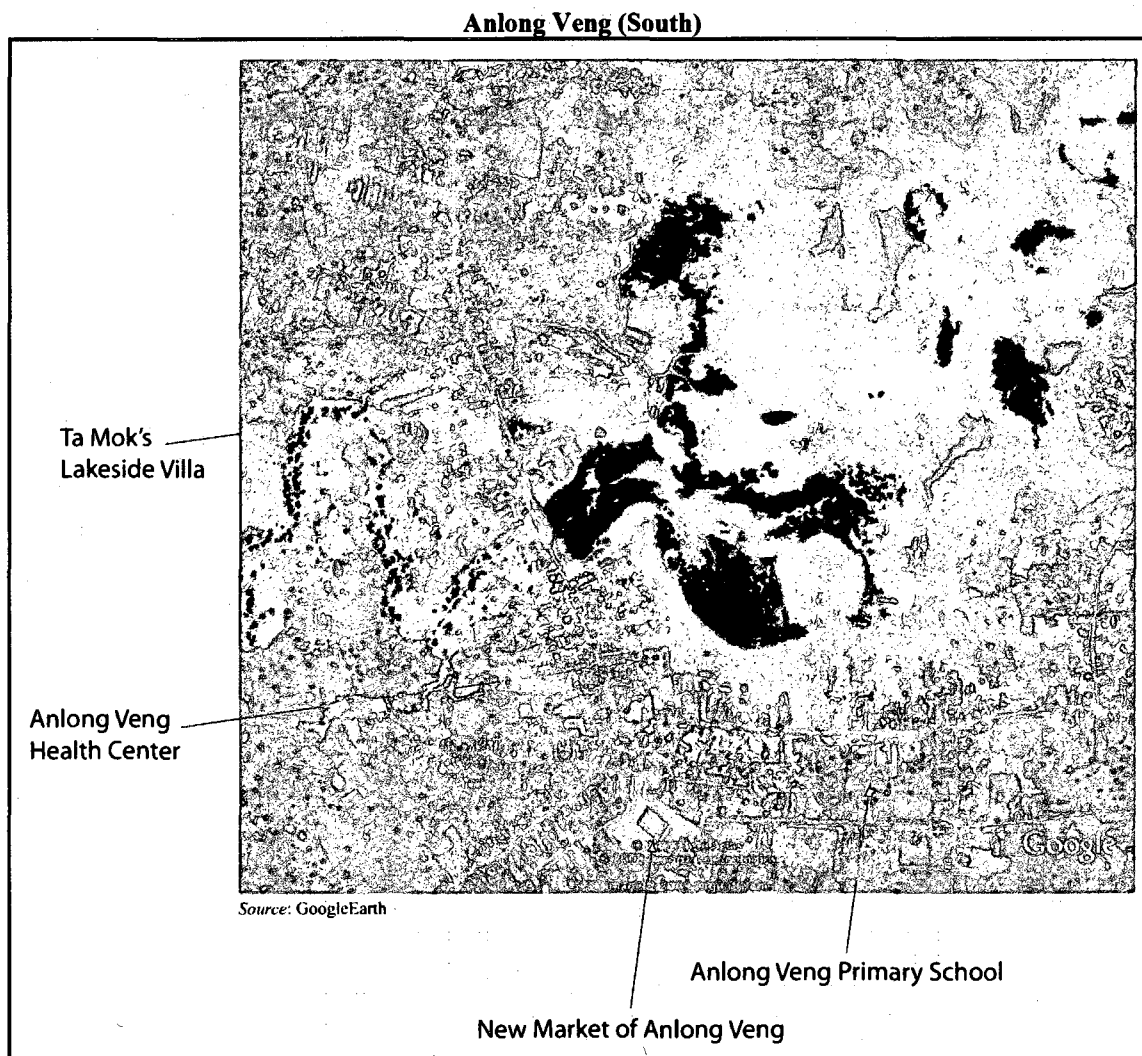 Anlong Veng (South)
Ta Mok's
Lakeside Villa
Anlong Veng
Health Center
Google
Source: GoogleEarth
Anlong Veng Primary School
New Market of Anlong Veng